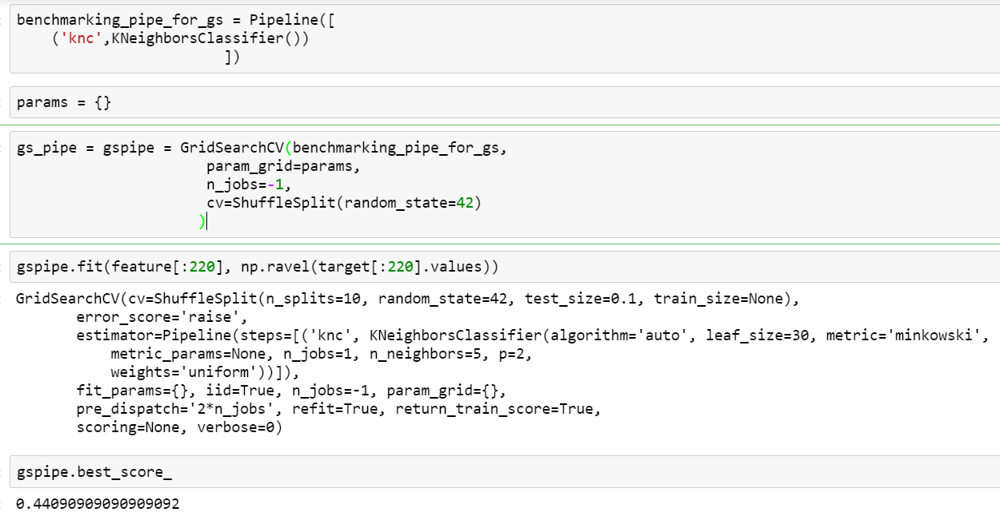 benchmarking_pipe_for_gs = Pipeline([
('knc',KNeighborsClassifier())
])
params = {}
gs_pipe = gspipe = GridSearchCV(benchmarking_pipe_for_gs,
param_grid=params,
n_jobs=-1,
cv=ShuffleSplit(random_state=42)
)
gspipe.fit(feature[:220], np.ravel(target[:220].values))
GridSearchCV(cv=ShuffleSplit(n_splits=10, random_state=42, test_size=0.1, train_size=None),
error_score='raise',
estimator=Pipeline(steps=[('knc', KNeighborsClassifier(algorithm='auto', leaf_size=30, metric='minkowski',
metric_params=None, n_jobs=1, n_neighbors=5, p=2,
weights='uniform'))]),
fit_params={}, iid=True, n_jobs=-1, param_grid={},
pre_dispatch='2*n_jobs', refit=True, return_train_score=True,
scoring=None, verbose=0)
gspipe.best_score_
0.44090909090909092